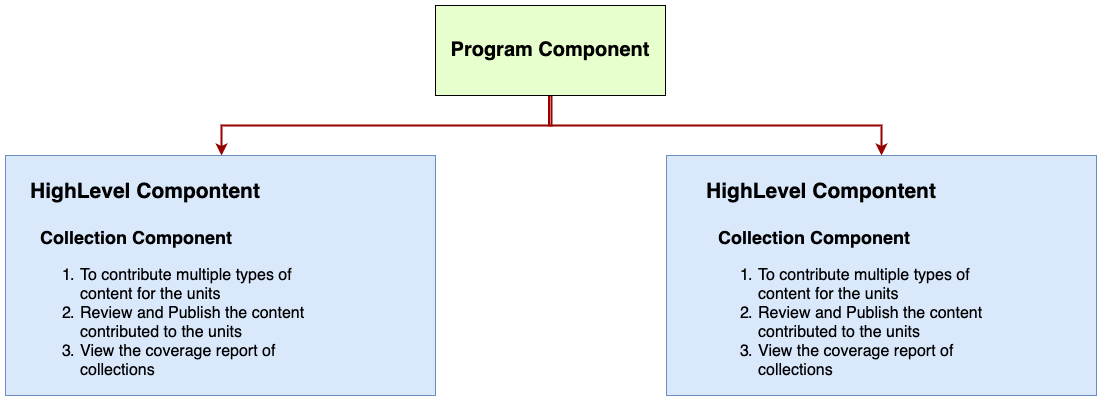 Program Component
HighLevel Compontent
Collection Component
1. To contribute multiple types of
content for the units
2. Review and Publish the content
contributed to the units
3. View the coverage report of
collections
HighLevel Compontent
Collection Component
1. To contribute multiple types of
content for the units
2. Review and Publish the content
contributed to the units
3. View the coverage report of
collections